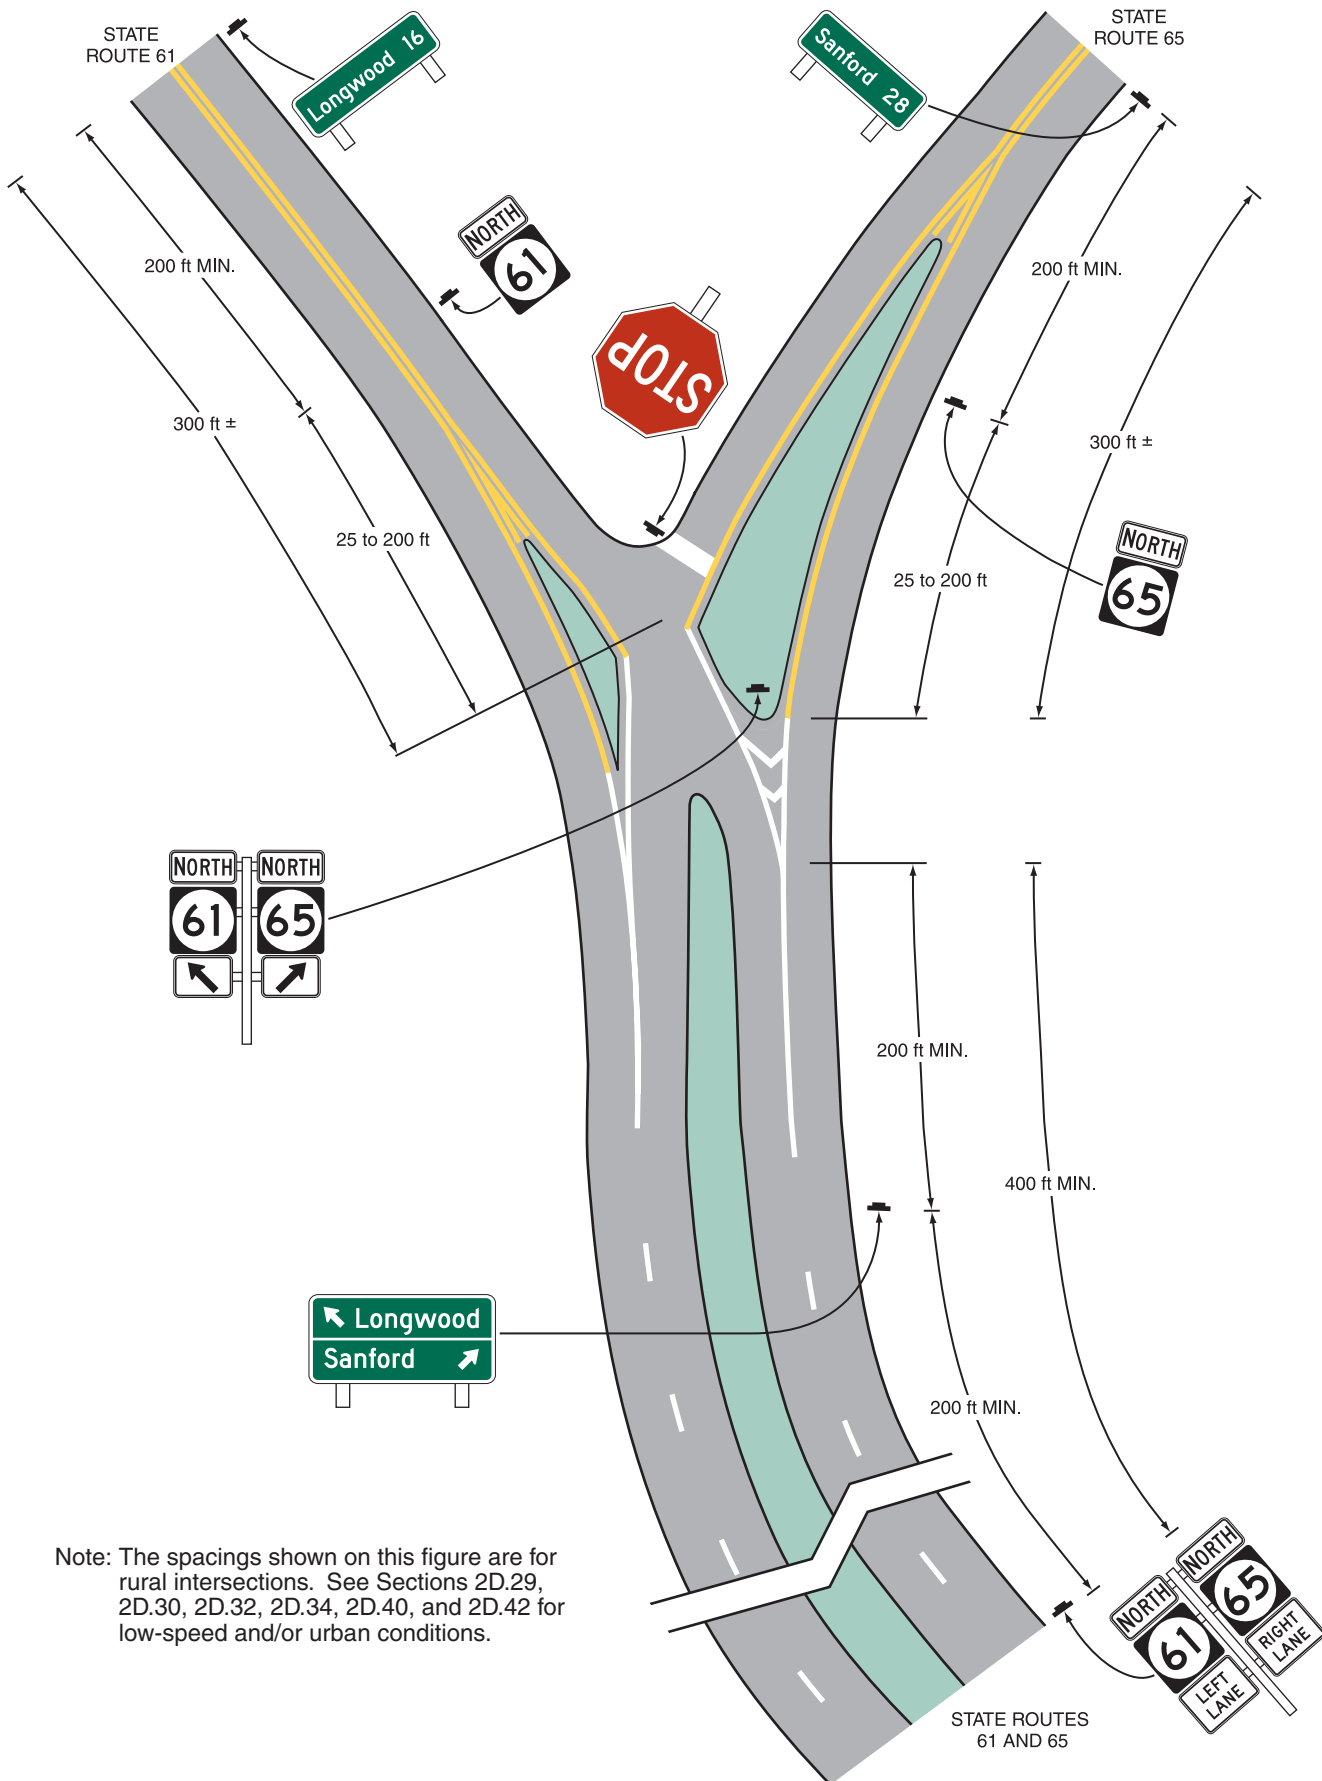 STATE
ROUTE 61
Longwood 16
Sanford 28
STATE
ROUTE 65
NORTH
61
200 ft MIN.
200 ft MIN.
STOP
300 ft ±
300 ft ±
25 to 200 ft
NORTH
65
25 to 200 ft
NORTH NORTH
61 65
200 ft MIN.
400 ft MIN.
Longwood
Sanford
200 ft MIN.
NORTH
65
RIGHT
LANE
NORTH
61
LEFT
LANE
Note: The spacings shown on this figure are for
rural intersections. See Sections 2D.29,
2D.30, 2D.32, 2D.34, 2D.40, and 2D.42 for
low-speed and/or urban conditions.
STATE ROUTES
61 AND 65